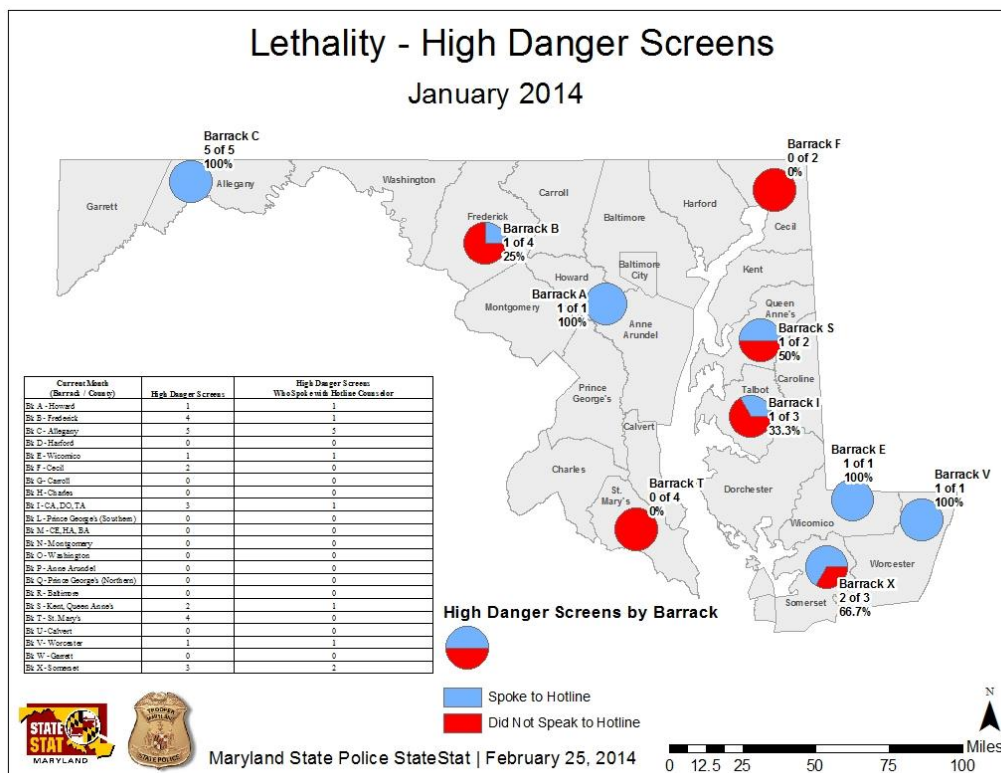 Lethality - High Danger Screens
January 2014
Barrack C
5 of 5
100%
Barrack F
0 of 2
0%
Garrett
Allegany
Washington
Frederick
Carroll
Baltimore
Harford
Cecil
Barrack B
1 of 4
25%
Baltimore
City
Kent
Howard
Montgomery
Barrack A
1 of 1
100%
Anne
Arundel
Queen
Anne's
Barrack S
1 of 2
50%
Talbot
Caroline
Barrack I
1 of 3
33.3%
Prince
George's
Calvert
Charles
St.
Mary's
Barrack T
0 of 4
0%
Dorchester
Barrack E
1 of 1
100%
Barrack V
1 of 1
100%
Wicomico
Worcester
Somerset
Barrack X
2 of 3
66.7%
Current Month
(Barrack / County) High Danger Screens High Danger Screens
Who Spoke with Hotline Counselor
Bk A - Howard 1 1
Bk B - Frederick 4 1
Bk C - Allegany 5 5
Bk D - Harford 0 0
Bk E - Wicomico 1 1
Bk F - Cecil 2 0
Bk G - Carroll 0 0
Bk H - Charles 0 0
Bk I - CA, DO, TA 3 1
Bk L - Prince George's (Southern) 0 0
Bk M - CE, HA, BA 0 0
Bk N - Montgomery 0 0
Bk O - Washington 0 0
Bk P - Anne Arundel 0 0
Bk Q - Prince George's (Northern) 0 0
Bk R - Baltimore 0 0
Bk S - Kent, Queen Anne's 2 1
Bk T - St. Mary's 4 0
Bk U - Calvert 0 0
Bk V - Worcester 1 1
Bk W - Garrett 0 0
Bk X - Somerset 3 2
High Danger Screens by Barrack
Spoke to Hotline
Did Not Speak to Hotline
STATE
STAT
MARYLAND
TROOPER
MARYLAND
STATE POLICE
Maryland State Police StateStat | February 25, 2014
N
Miles
0 12.5 25 50 75 100